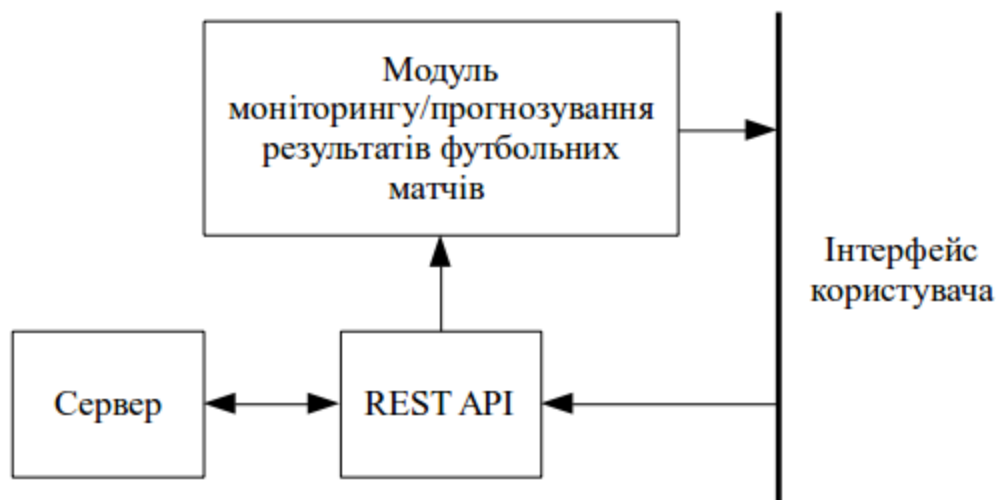 Модуль
моніторингу/прогнозування
результатів футбольних
матчів
Інтерфейс
користувача
Сервер
REST API